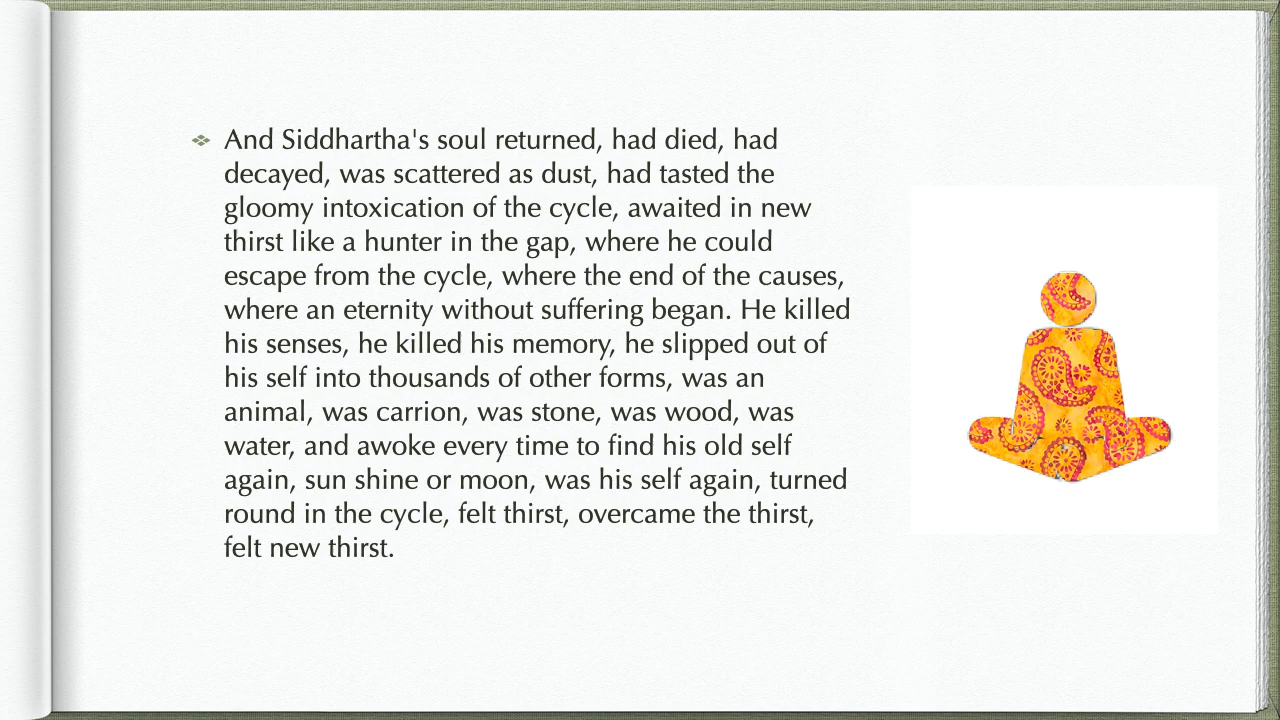 And Siddhartha's soul returned, had died, had
decayed, was scattered as dust, had tasted the
gloomy intoxication of the cycle, awaited in new
thirst like a hunter in the gap, where he could
escape from the cycle, where the end of the causes,
where an eternity without suffering began. He killed
his senses, he killed his memory, he slipped out of
his self into thousands of other forms, was an
animal, was carrion, was stone, was wood, was
water, and awoke every time to find his old self
again, sun shine or moon, was his self again, turned
round in the cycle, felt thirst, overcame the thirst,
felt new thirst.